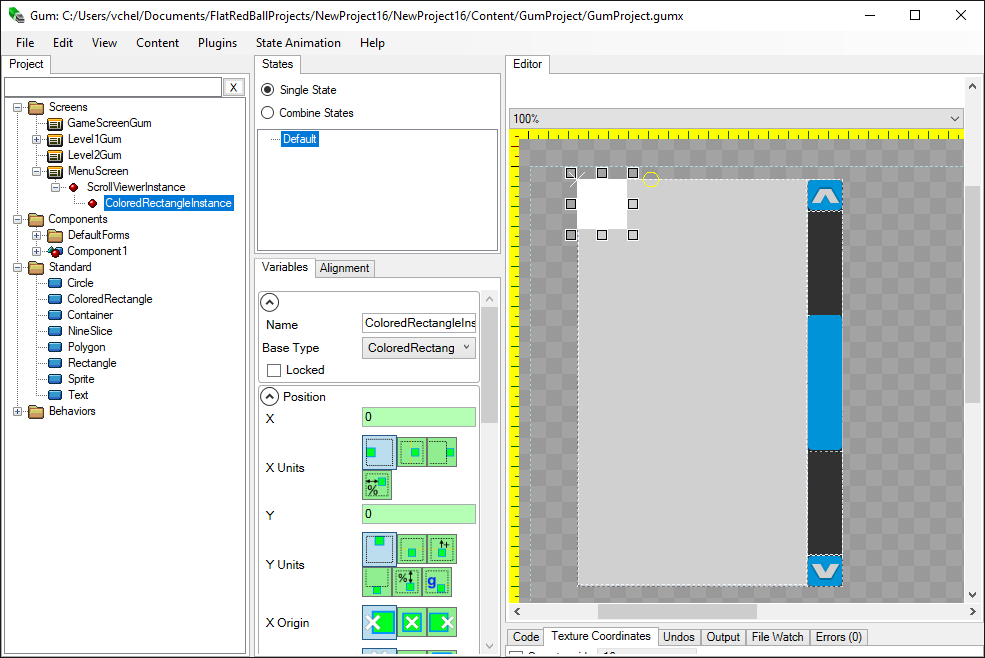 Gum: C:/Users/vchel/Documents/FlatRedBallProjects/NewProject16/NewProject16/Content/GumProject/GumProject.gumx
File Edit View Content Plugins State Animation Help
Project
X
Screens
GameScreenGum
Level1Gum
Level2Gum
MenuScreen
ScrollViewerInstance
ColoredRectangleInstance
Components
DefaultForms
Component1
Standard
Circle
ColoredRectangle
Container
NineSlice
Polygon
Rectangle
Sprite
Text
Behaviors
States
Single State
Combine States
Default
Variables Alignment
Name ColoredRectangleIns
Base Type ColoredRectang
Locked
Position
X 0
X Units
%
Y 0
Y Units
% g
X Origin
Editor
100%
Code Texture Coordinates Undos Output File Watch Errors (0)